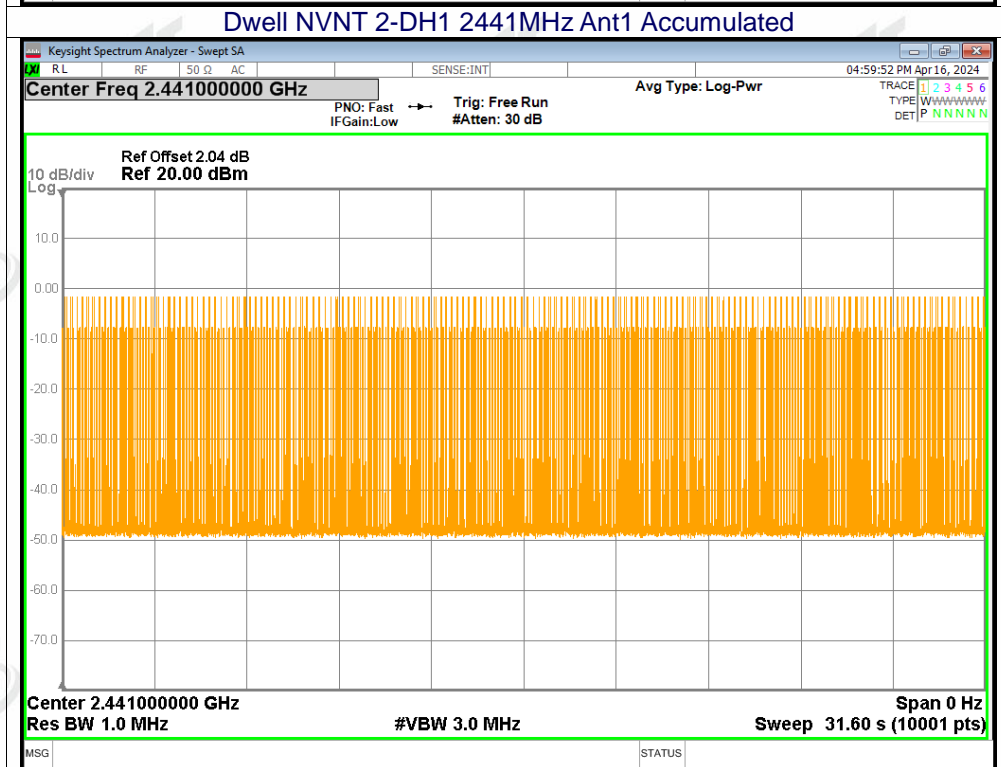 Dwell NVNT 2-DH1 2441MHz Ant1 Accumulated
Keysight Spectrum Analyzer - Swept SA
LXI RL RF 50 Ω AC SENSE:INT 04:59:52 PM Apr 16, 2024
Center Freq 2.441000000 GHz Avg Type: Log-Pwr TRACE 1 2 3 4 5 6
PNO: Fast Trig: Free Run TYPE WWWWWWW
IFGain:Low #Atten: 30 dB DET P N N N N N
Ref Offset 2.04 dB
10 dB/div Ref 20.00 dBm
Log
10.0
0.00
-10.0
-20.0
-30.0
-40.0
-50.0
-60.0
-70.0
Center 2.441000000 GHz Span 0 Hz
Res BW 1.0 MHz #VBW 3.0 MHz Sweep 31.60 s (10001 pts)
MSG STATUS